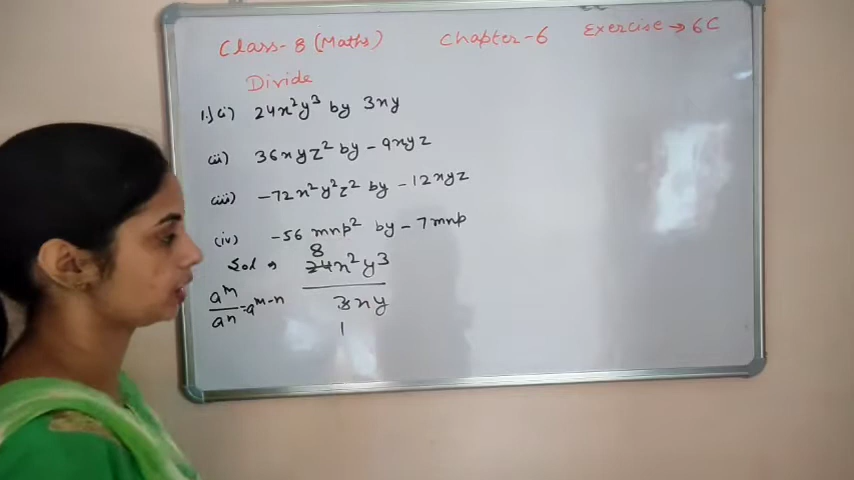 Class-8 (Maths) Chapter-6 Exercise → 6C
Divide
1.) (i) 24x²y³ by 3xy
(ii) 36xyz² by -9xyz
(iii) -72x²y²z² by -12xyz
(iv) -56 mnp² by -7mnp
8
Sol → 24x²y³
3xy
1
aᵐ/aⁿ = aᵐ⁻ⁿ